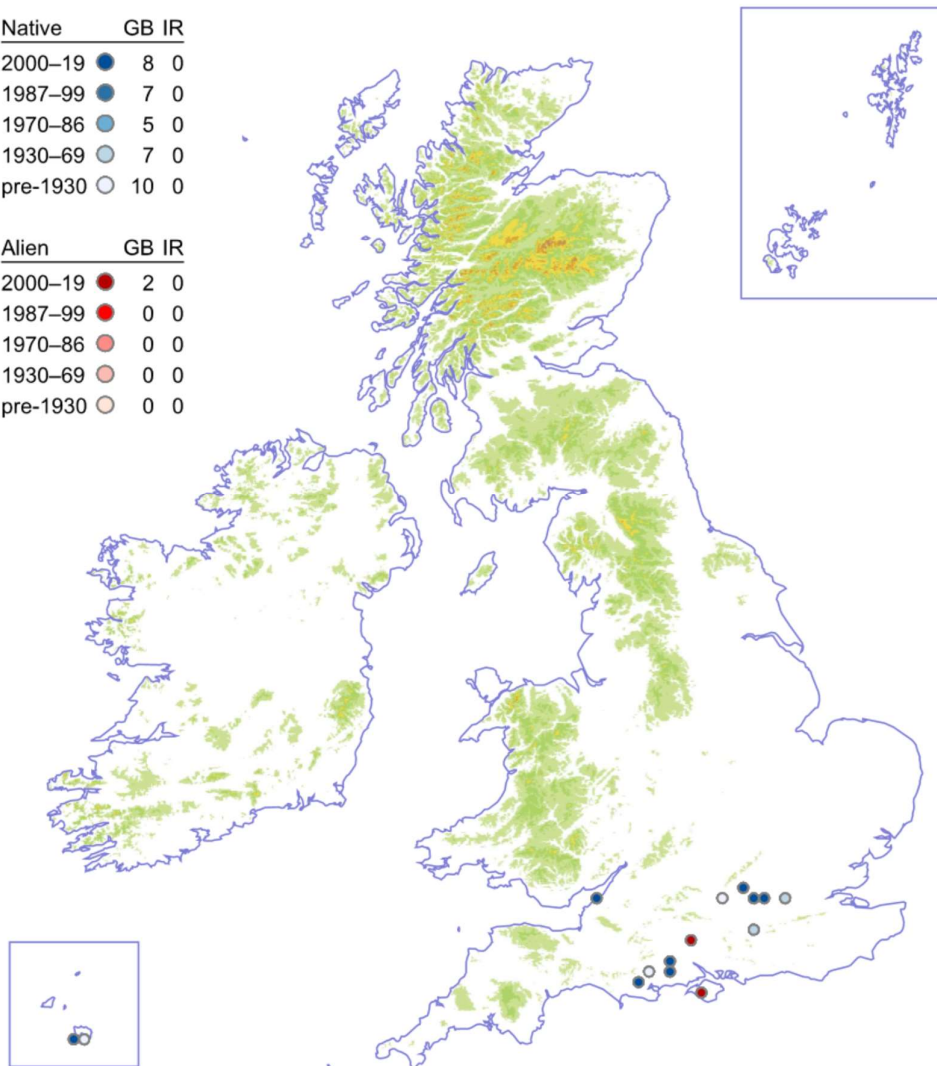 Native GB IR
2000–19 8 0
1987–99 7 0
1970–86 5 0
1930–69 7 0
pre-1930 10 0
Alien GB IR
2000–19 2 0
1987–99 0 0
1970–86 0 0
1930–69 0 0
pre-1930 0 0